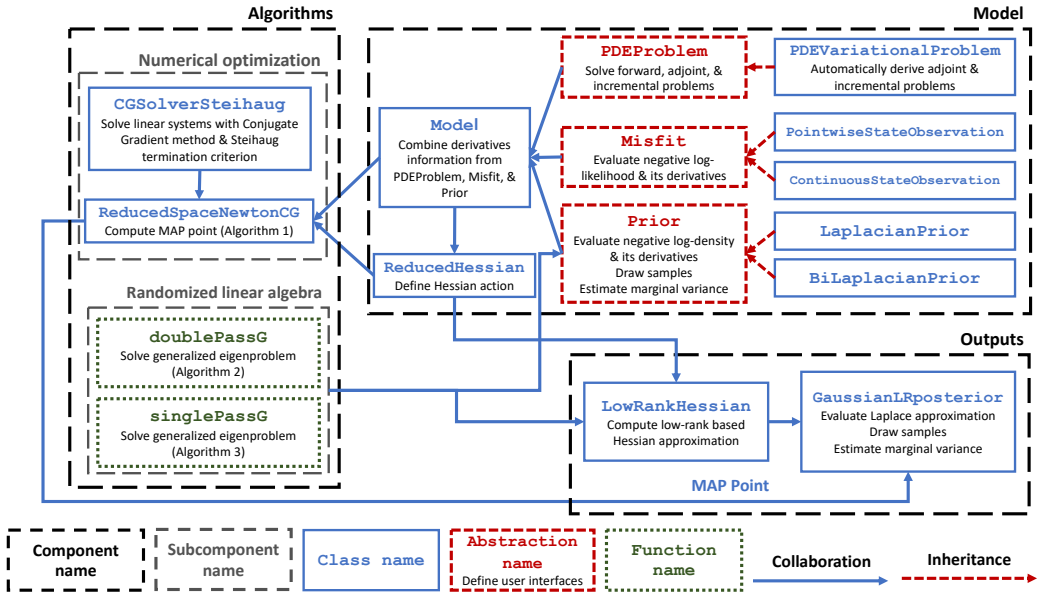 Algorithms
Numerical optimization
CGSolverSteihaug
Solve linear systems with Conjugate
Gradient method & Steihaug
termination criterion
ReducedSpaceNewtonCG
Compute MAP point (Algorithm 1)
Randomized linear algebra
doublePassG
Solve generalized eigenproblem
(Algorithm 2)
singlePassG
Solve generalized eigenproblem
(Algorithm 3)
Model
Model
Combine derivatives
information from
PDEProblem, Misfit, &
Prior
ReducedHessian
Define Hessian action
PDEProblem
Solve forward, adjoint, &
incremental problems
Misfit
Evaluate negative log-
likelihood & its derivatives
Prior
Evaluate negative log-density
& its derivatives
Draw samples
Estimate marginal variance
PDEVariationalProblem
Automatically derive adjoint &
incremental problems
PointwiseStateObservation
ContinuousStateObservation
LaplacianPrior
BiLaplacianPrior
Outputs
LowRankHessian
Compute low-rank based
Hessian approximation
GaussianLRposterior
Evaluate Laplace approximation
Draw samples
Estimate marginal variance
MAP Point
Component
name
Subcomponent
name
Class name
Abstraction
name
Define user interfaces
Function
name
Collaboration
Inheritance